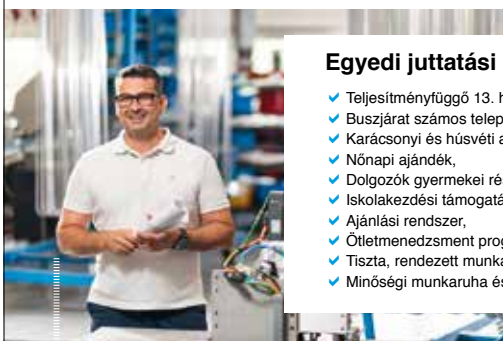 Egyedi juttatási
Teljesítményfüggő 13. h
Buszjárat számos telep
Karácsonyi és húsvéti a
Nőnapi ajándék,
Dolgozók gyermekei ré
Iskolakezdési támogatá
Ajánlási rendszer,
Ötletmenedzsment prog
Tiszta, rendezett munka
Minőségi munkaruha és